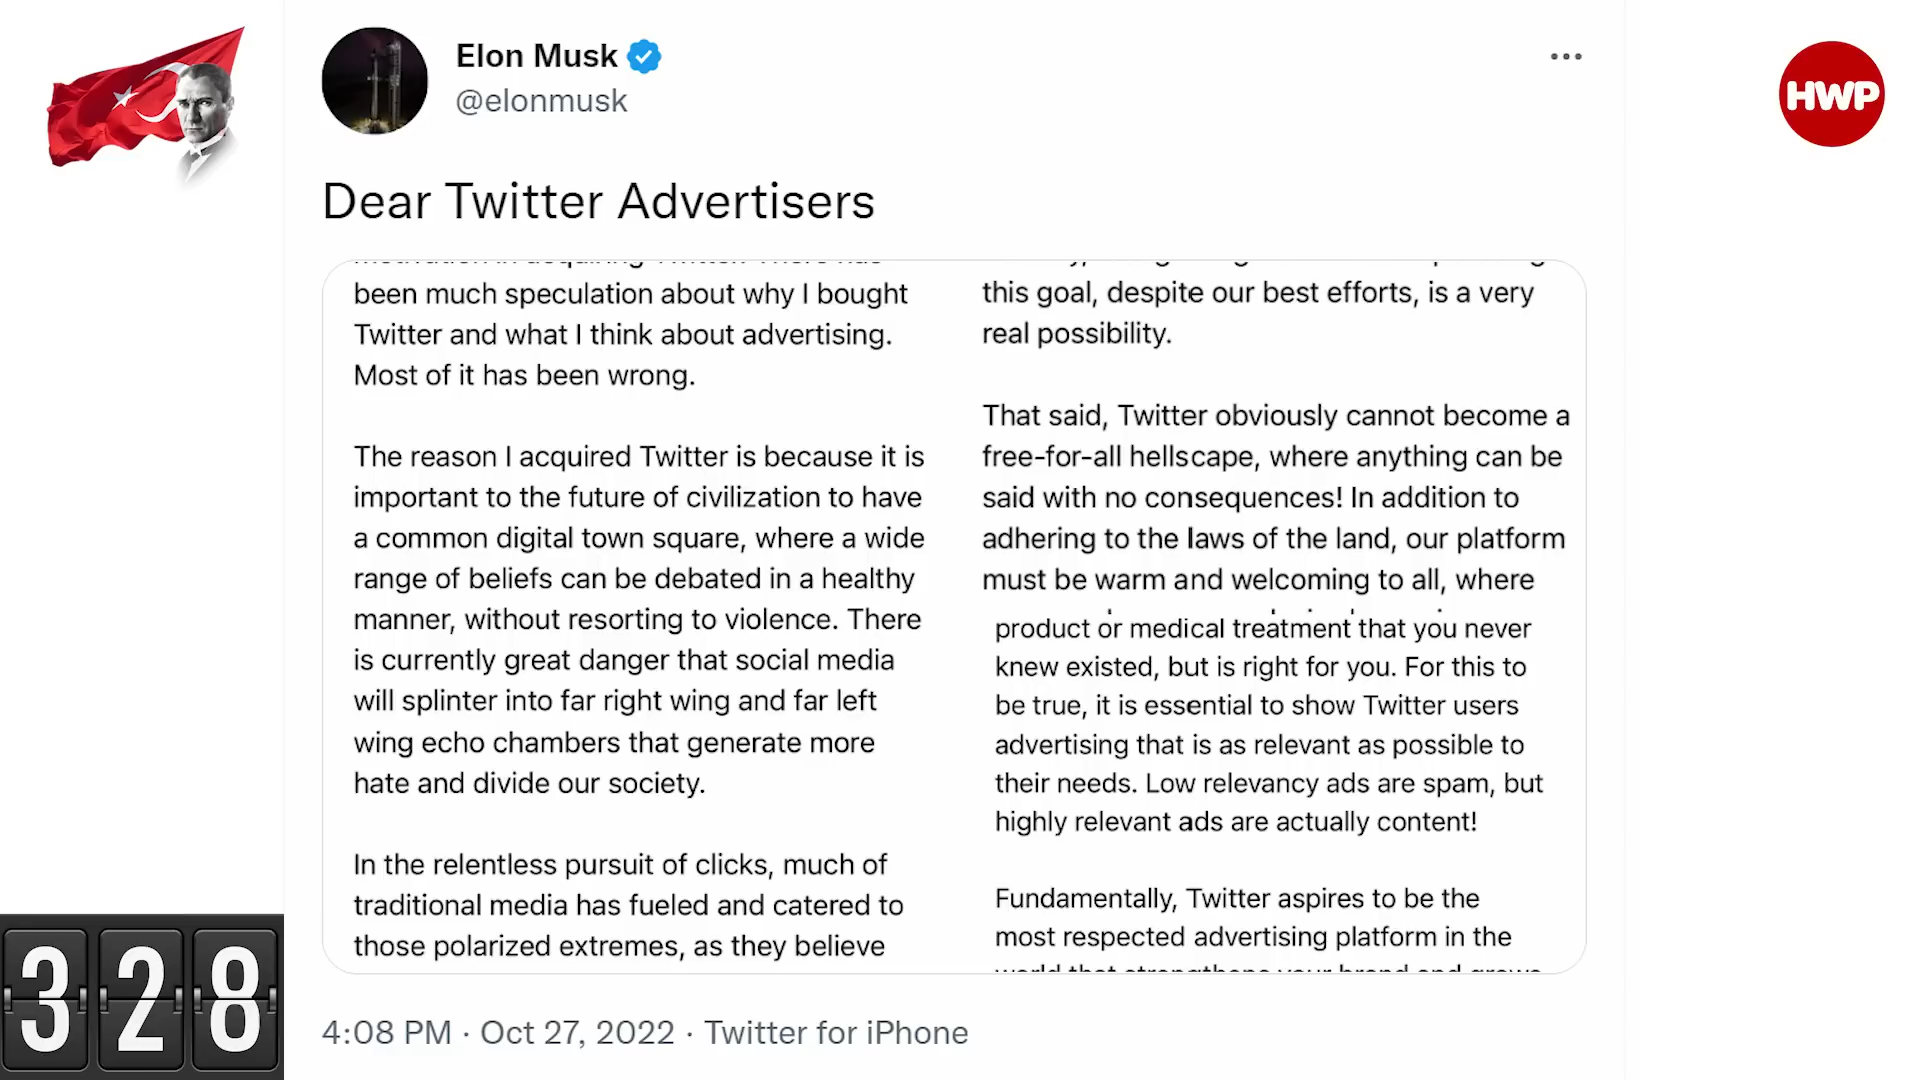 Elon Musk
@elonmusk
HWP
Dear Twitter Advertisers
been much speculation about why I bought
Twitter and what I think about advertising.
Most of it has been wrong.
The reason I acquired Twitter is because it is
important to the future of civilization to have
a common digital town square, where a wide
range of beliefs can be debated in a healthy
manner, without resorting to violence. There
is currently great danger that social media
will splinter into far right wing and far left
wing echo chambers that generate more
hate and divide our society.
In the relentless pursuit of clicks, much of
traditional media has fueled and catered to
those polarized extremes, as they believe
this goal, despite our best efforts, is a very
real possibility.
That said, Twitter obviously cannot become a
free-for-all hellscape, where anything can be
said with no consequences! In addition to
adhering to the laws of the land, our platform
must be warm and welcoming to all, where
product or medical treatment that you never
knew existed, but is right for you. For this to
be true, it is essential to show Twitter users
advertising that is as relevant as possible to
their needs. Low relevancy ads are spam, but
highly relevant ads are actually content!
Fundamentally, Twitter aspires to be the
most respected advertising platform in the
328
4:08 PM · Oct 27, 2022 · Twitter for iPhone